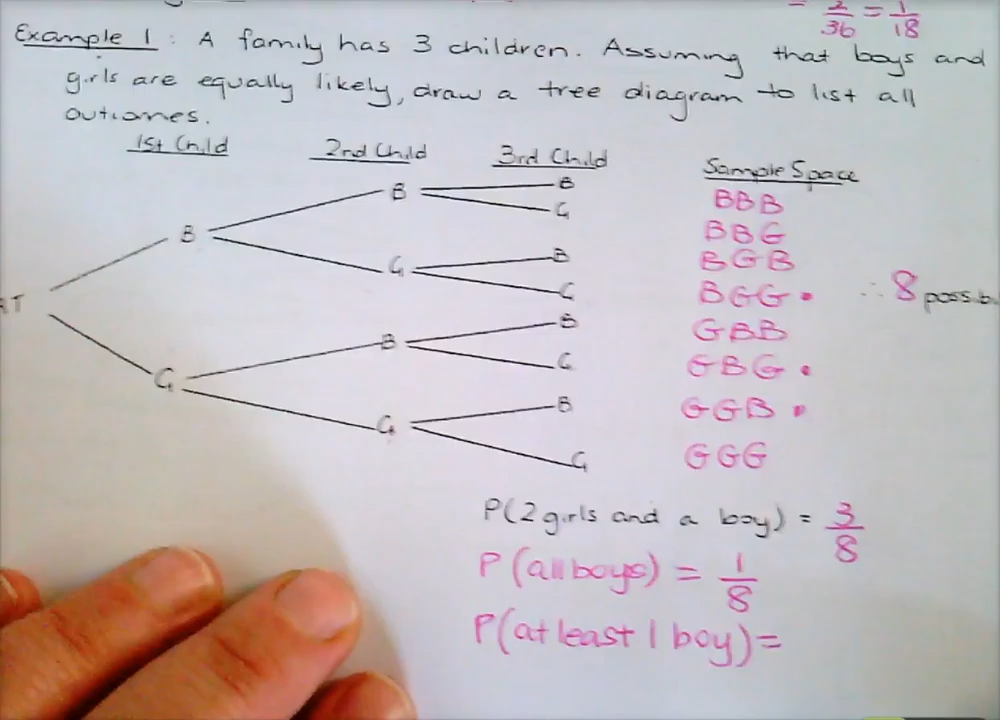 = 2/36 = 1/18
Example 1 : A family has 3 children. Assuming that boys and
girls are equally likely, draw a tree diagram to list all
outcomes.
1st Child 2nd Child 3rd Child Sample Space
B B B BBB
G BBG
G B BGB
G BGG • ∴ 8
G B B GBB
G GBG •
G B GGB •
G GGG
P(2 girls and a boy) = 3/8
P(all boys) = 1/8
P(at least 1 boy) =